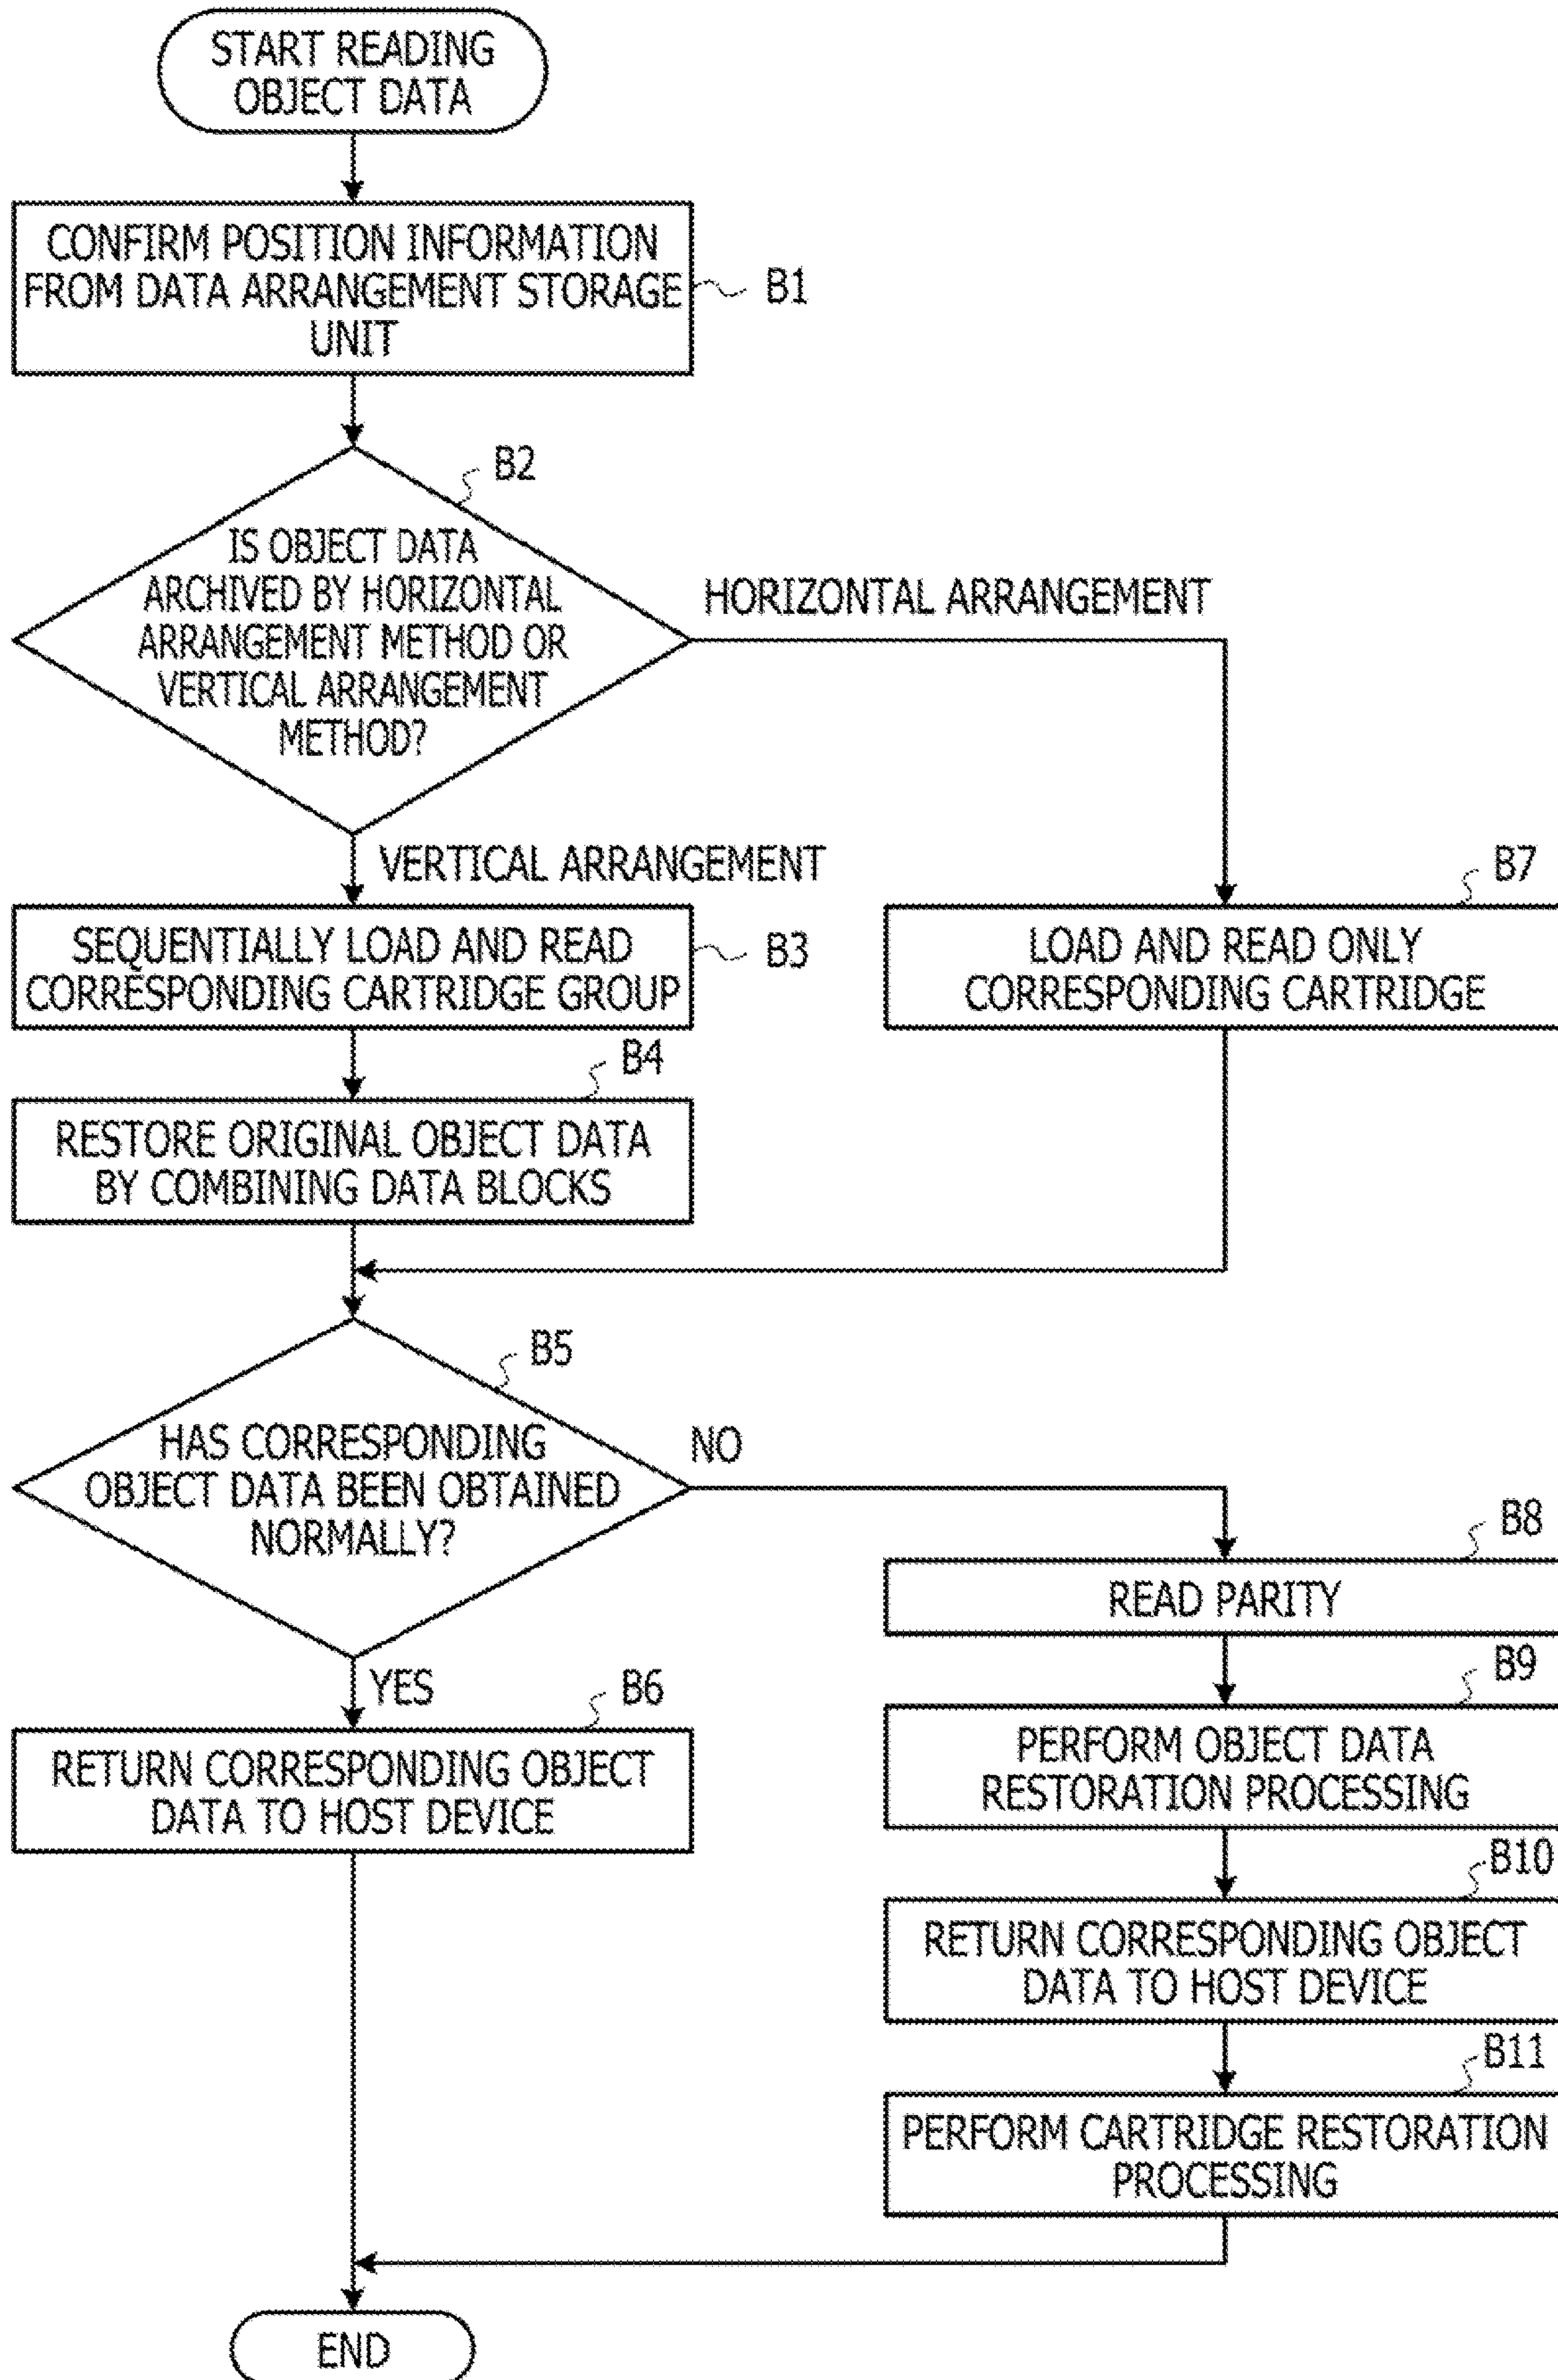 START READING
OBJECT DATA
CONFIRM POSITION INFORMATION
FROM DATA ARRANGEMENT STORAGE
UNIT
B1
B2
IS OBJECT DATA
ARCHIVED BY HORIZONTAL
ARRANGEMENT METHOD OR
VERTICAL ARRANGEMENT
METHOD?
HORIZONTAL ARRANGEMENT
VERTICAL ARRANGEMENT
SEQUENTIALLY LOAD AND READ
CORRESPONDING CARTRIDGE GROUP
B3
B7
LOAD AND READ ONLY
CORRESPONDING CARTRIDGE
B4
RESTORE ORIGINAL OBJECT DATA
BY COMBINING DATA BLOCKS
B5
HAS CORRESPONDING
OBJECT DATA BEEN OBTAINED
NORMALLY?
NO
YES
B6
RETURN CORRESPONDING OBJECT
DATA TO HOST DEVICE
B8
READ PARITY
B9
PERFORM OBJECT DATA
RESTORATION PROCESSING
B10
RETURN CORRESPONDING OBJECT
DATA TO HOST DEVICE
B11
PERFORM CARTRIDGE RESTORATION
PROCESSING
END